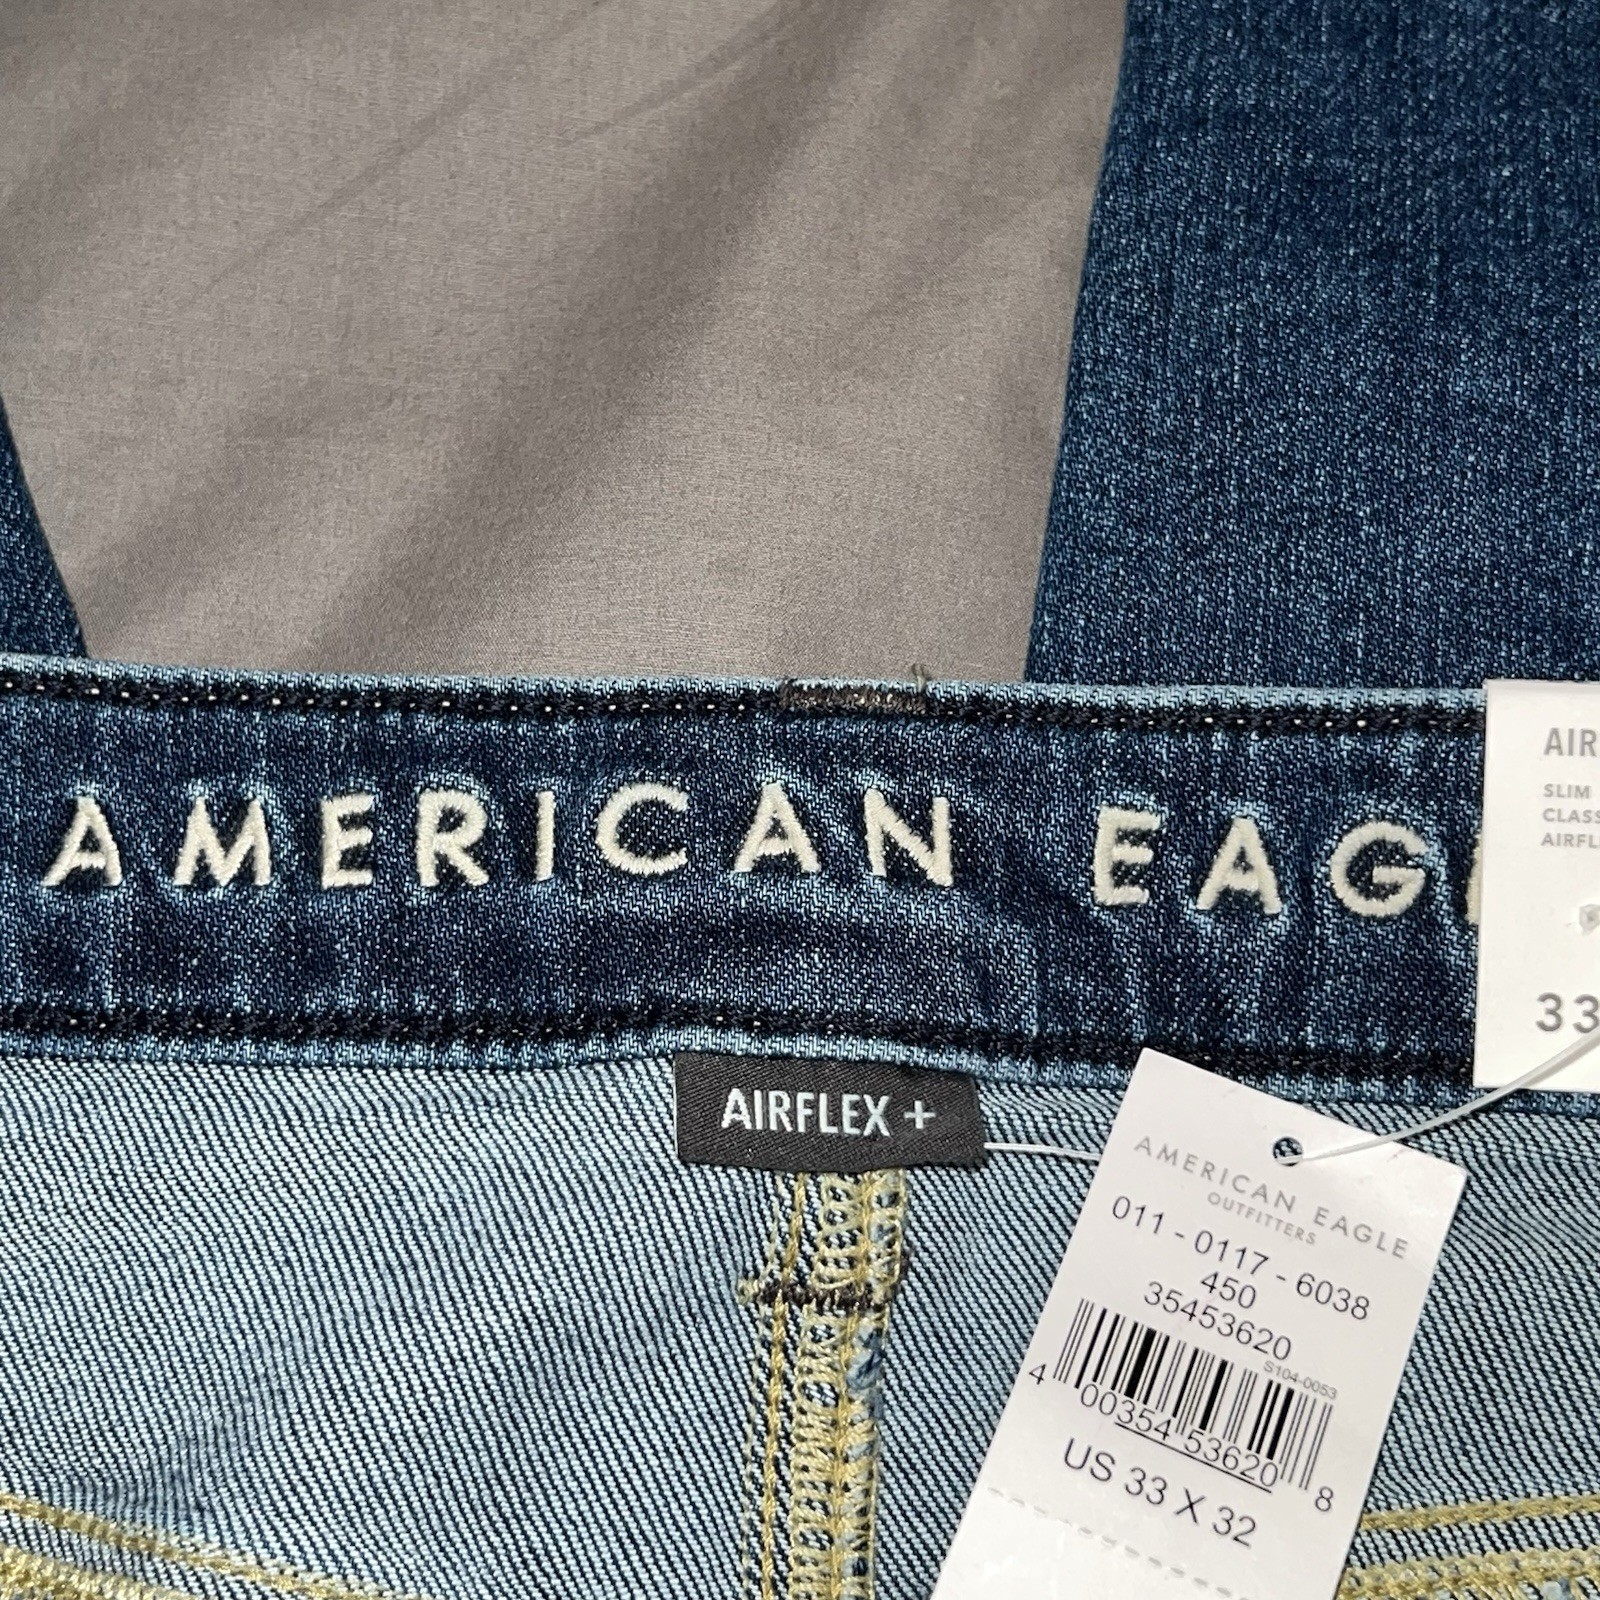 AMERICAN EAG
AIR
SLIM
CLASS
AIRFL
33
AIRFLEX +
AMERICAN EAGLE
OUTFITTERS
011 - 0117 - 6038
450
35453620
S104-0053
4 00354 53620 8
US 33 X 32